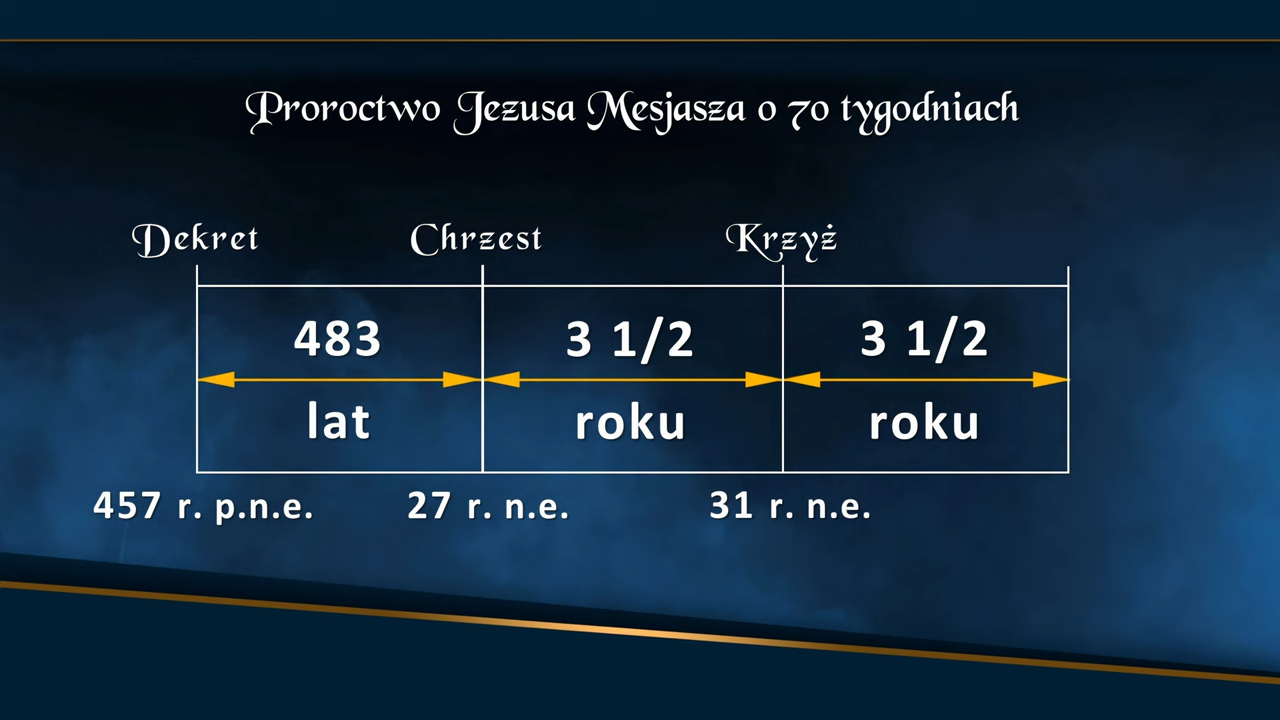 Proroctwo Jezusa Mesjasza o 70 tygodniach
Dekret Chrzest Krzyż
483 3 1/2 3 1/2
lat roku roku
457 r. p.n.e. 27 r. n.e. 31 r. n.e.